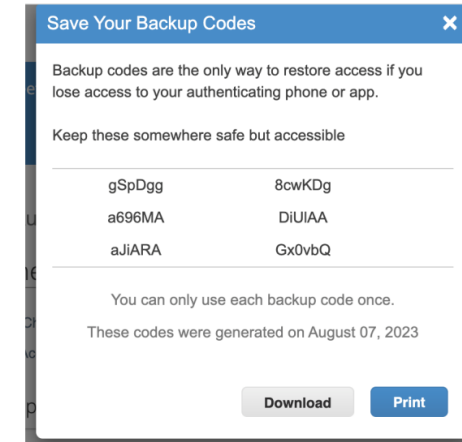 Save Your Backup Codes
Backup codes are the only way to restore access if you
lose access to your authenticating phone or app.
Keep these somewhere safe but accessible
gSpDgg 8cwKDg
a696MA DiUlAA
aJiARA Gx0vbQ
You can only use each backup code once.
These codes were generated on August 07, 2023
Download Print